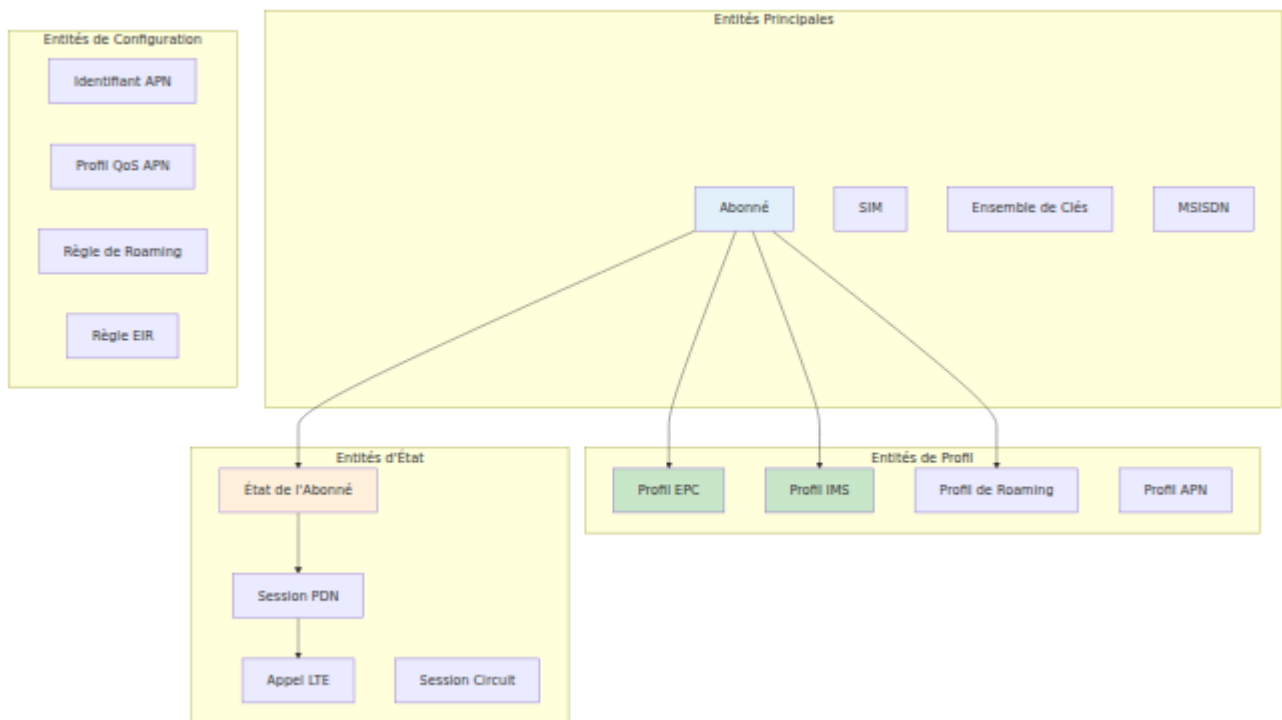 Entités Principales
Entités de Configuration
Identifiant APN
Profil QoS APN
Règle de Roaming
Règle EIR
Abonné
SIM
Ensemble de Clés
MSISDN
Entités d'État
État de l'Abonné
Session PDN
Appel LTE
Session Circuit
Entités de Profil
Profil EPC
Profil IMS
Profil de Roaming
Profil APN